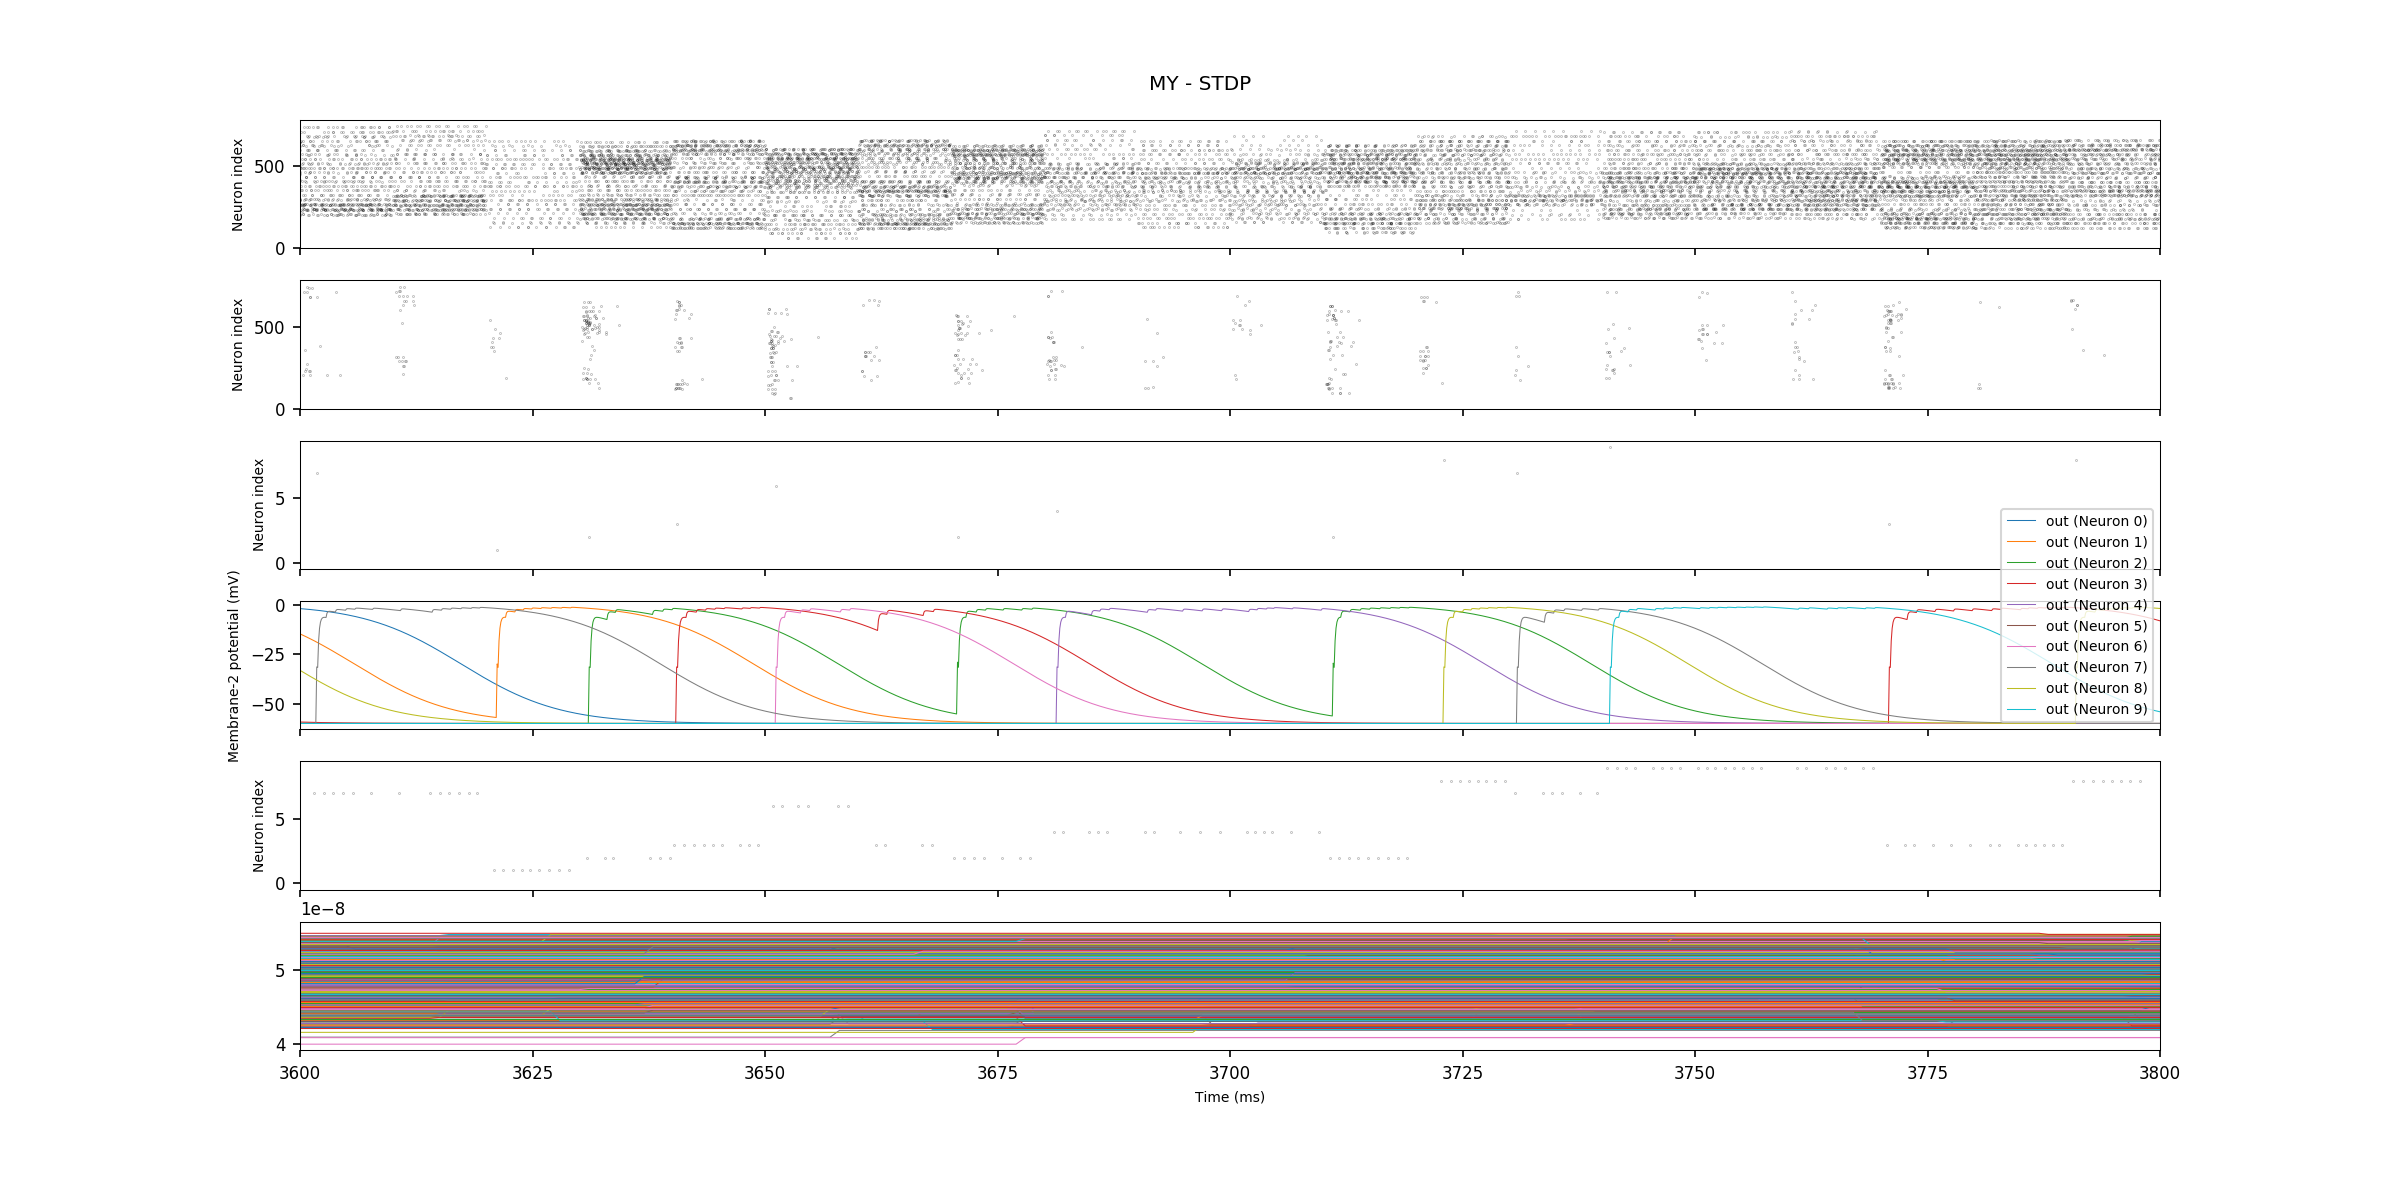 MY - STDP
Neuron index
500
0
Neuron index
500
0
Neuron index
5
0
out (Neuron 0)
out (Neuron 1)
out (Neuron 2)
out (Neuron 3)
out (Neuron 4)
out (Neuron 5)
out (Neuron 6)
out (Neuron 7)
out (Neuron 8)
out (Neuron 9)
Membrane-2 potential (mV)
0
−25
−50
Neuron index
5
0
1e−8
5
4
3600 3625 3650 3675 3700 3725 3750 3775 3800
Time (ms)